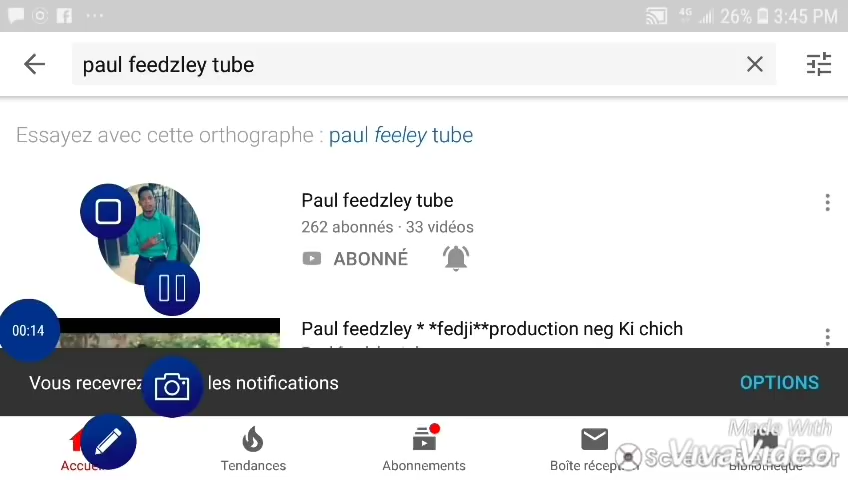 4G 26% 3:45 PM
paul feedzley tube
Essayez avec cette orthographe : paul feeley tube
Paul feedzley tube
262 abonnés · 33 vidéos
ABONNÉ
00:14
Paul feedzley * *fedji**production neg Ki chich
Vous recevrez les notifications
OPTIONS
Made With
VivaVideo
Tendances
Abonnements
Boîte
Bibliothèque